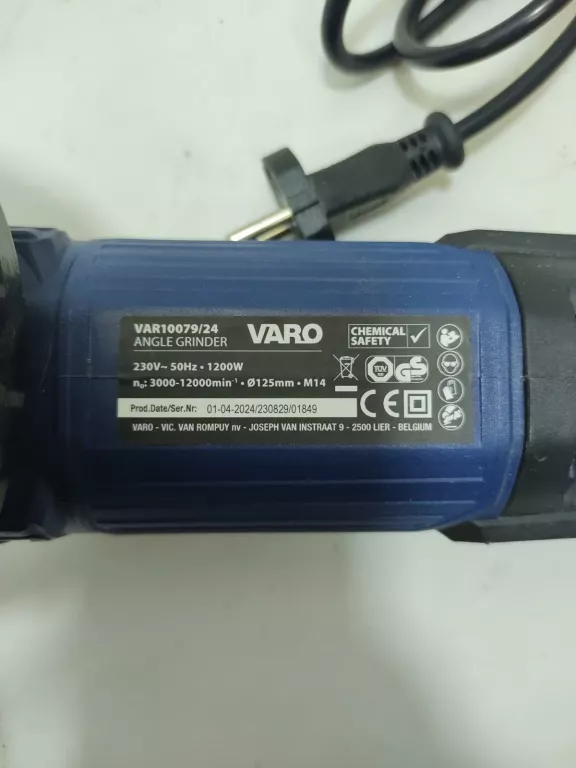 VAR10079/24
ANGLE GRINDER
VARO
CHEMICAL
SAFETY
230V~ 50Hz • 1200W
n₀: 3000-12000min⁻¹ • Ø125mm • M14
TÜV
GS
Prod.Date/Ser.Nr: 01-04-2024/230829/01849
CE
VARO - VIC. VAN ROMPUY nv - JOSEPH VAN INSTRAAT 9 - 2500 LIER - BELGIUM